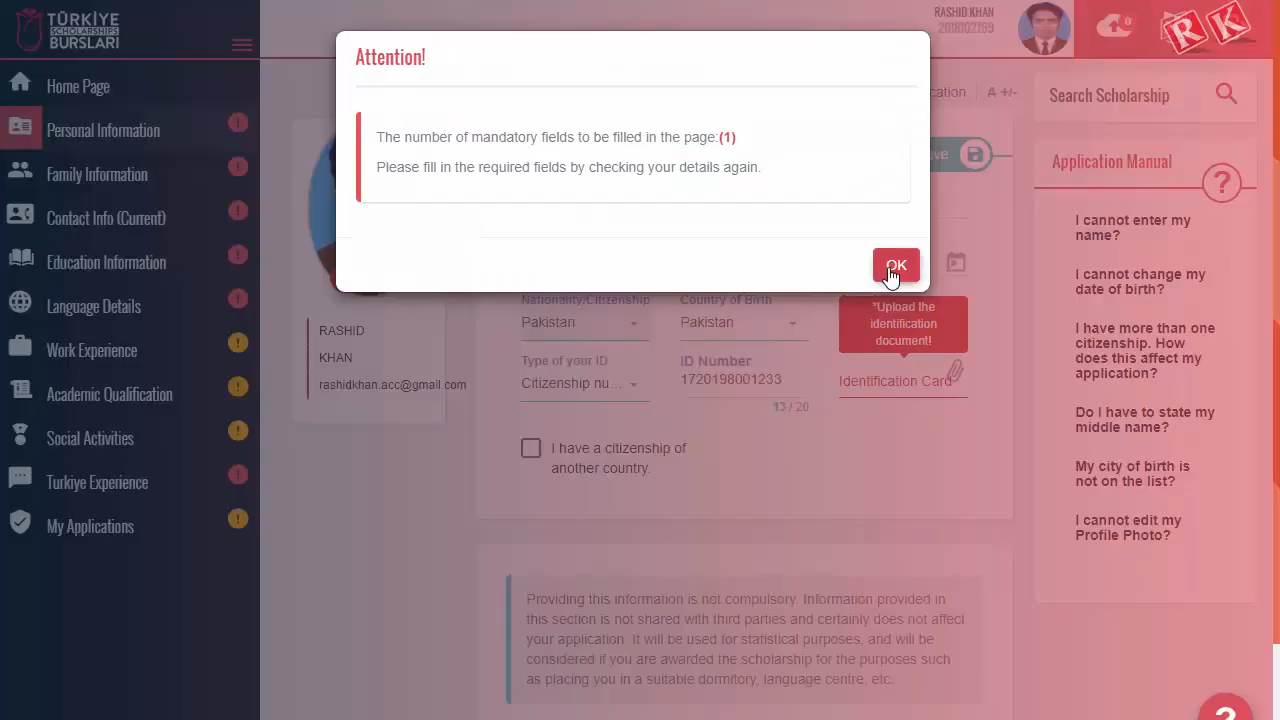 TÜRKİYE
SCHOLARSHIPS
BURSLARI
RASHID KHAN
0
RK
Home Page
Personal Information
Family Information
Contact Info (Current)
Education Information
Language Details
Work Experience
Academic Qualification
Social Activities
Turkiye Experience
My Applications
Attention!
The number of mandatory fields to be filled in the page:(1)
Please fill in the required fields by checking your details again.
OK
A +/-
RASHID
KHAN
rashidkhan.acc@gmail.com
Nationality/Citizenship
Pakistan
Country of Birth
Pakistan
*Upload the
identification
document!
Type of your ID
Citizenship nu...
ID Number
1720198001233
13 / 20
Identification Card
I have a citizenship of
another country.
Providing this information is not compulsory. Information provided in
this section is not shared with third parties and certainly does not affect
your application. It will be used for statistical purposes, and will be
considered if you are awarded the scholarship for the purposes such
as placing you in a suitable dormitory, language centre, etc.
Search Scholarship
Application Manual
?
I cannot enter my
name?
I cannot change my
date of birth?
I have more than one
citizenship. How
does this affect my
application?
Do I have to state my
middle name?
My city of birth is
not on the list?
I cannot edit my
Profile Photo?
?